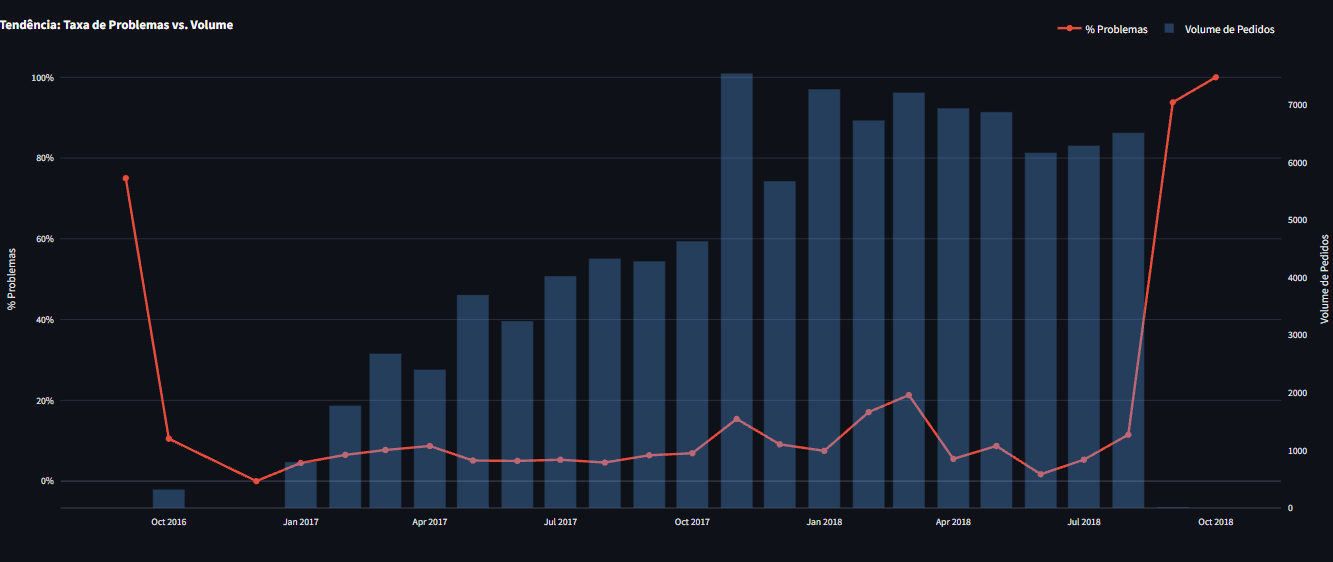 Tendência: Taxa de Problemas vs. Volume
% Problemas
Volume de Pedidos
100%
80%
60%
40%
20%
0%
% Problemas
7000
6000
5000
4000
3000
2000
1000
0
Volume de Pedidos
Oct 2016
Jan 2017
Apr 2017
Jul 2017
Oct 2017
Jan 2018
Apr 2018
Jul 2018
Oct 2018